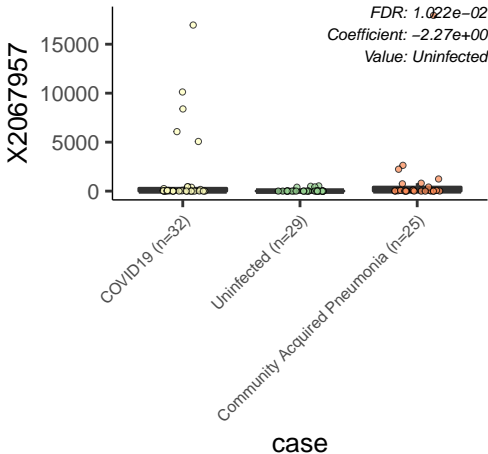 FDR: 1.022e−02
Coefficient: −2.27e+00
Value: Uninfected
X2067957
15000
10000
5000
0
COVID19 (n=32)
Uninfected (n=29)
Community Acquired Pneumonia (n=25)
case